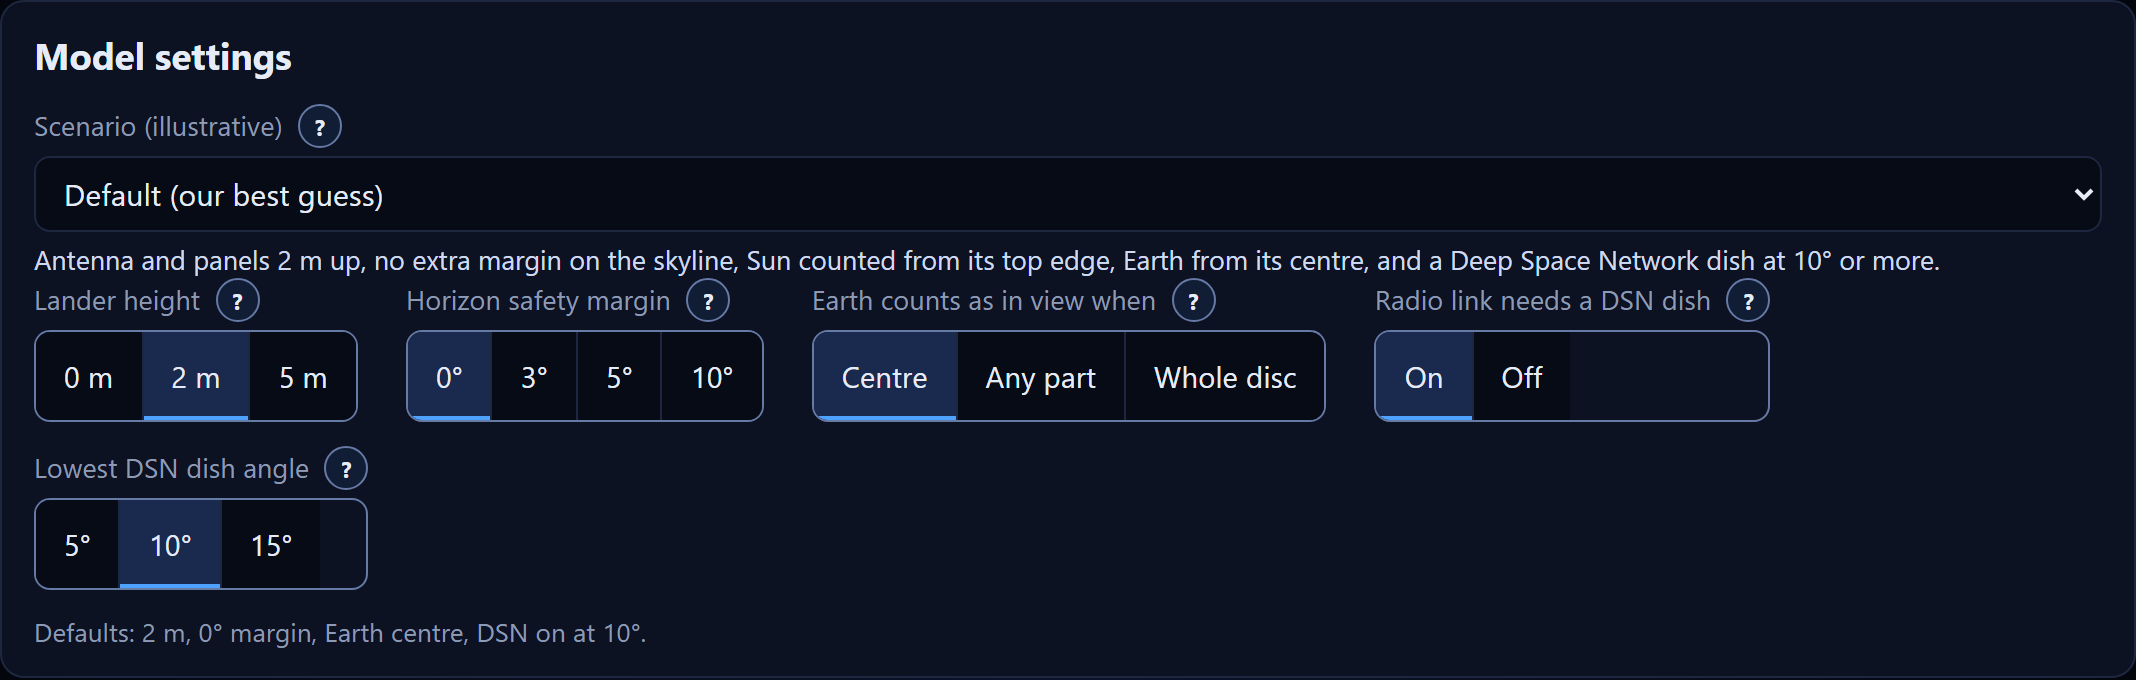 Model settings
Scenario (illustrative) ?
Default (our best guess)
Antenna and panels 2 m up, no extra margin on the skyline, Sun counted from its top edge, Earth from its centre, and a Deep Space Network dish at 10° or more.
Lander height ? Horizon safety margin ? Earth counts as in view when ? Radio link needs a DSN dish ?
0 m 2 m 5 m 0° 3° 5° 10° Centre Any part Whole disc On Off
Lowest DSN dish angle ?
5° 10° 15°
Defaults: 2 m, 0° margin, Earth centre, DSN on at 10°.